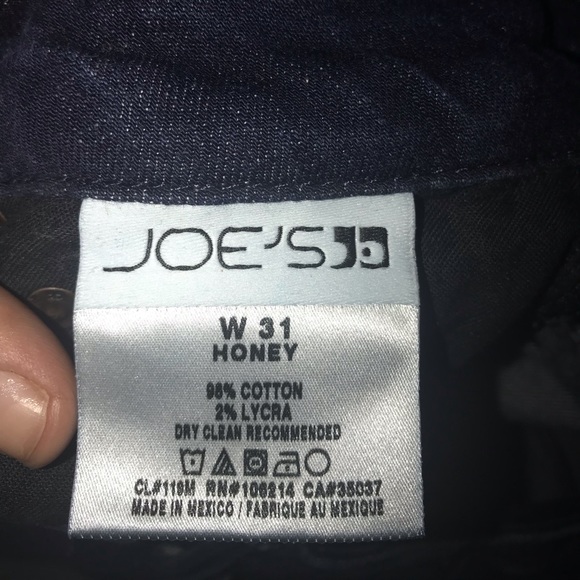 JOE'S
W 31
HONEY
98% COTTON
2% LYCRA
DRY CLEAN RECOMMENDED
CL#119M RN#106214 CA#35037
MADE IN MEXICO / FABRIQUE AU MEXIQUE